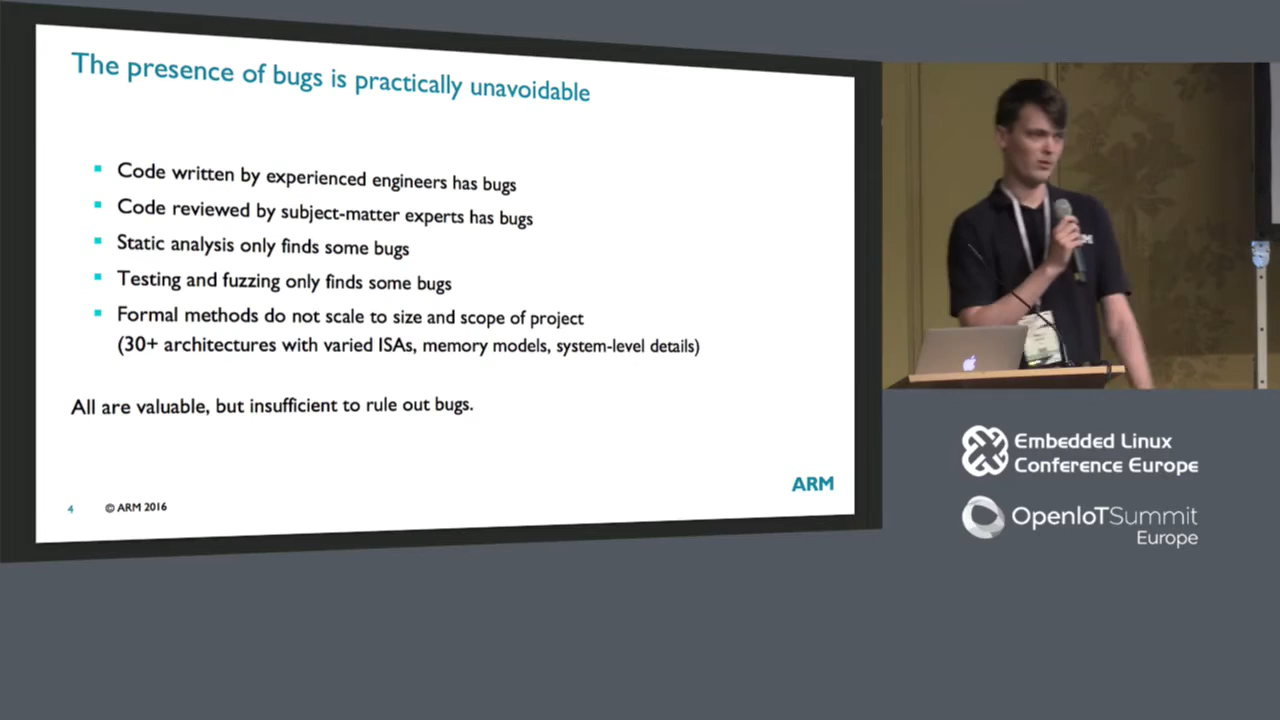 The presence of bugs is practically unavoidable
Code written by experienced engineers has bugs
Code reviewed by subject-matter experts has bugs
Static analysis only finds some bugs
Testing and fuzzing only finds some bugs
Formal methods do not scale to size and scope of project
(30+ architectures with varied ISAs, memory models, system-level details)
All are valuable, but insufficient to rule out bugs.
ARM
4 © ARM 2016
Embedded Linux
Conference Europe
OpenIoTSummit
Europe